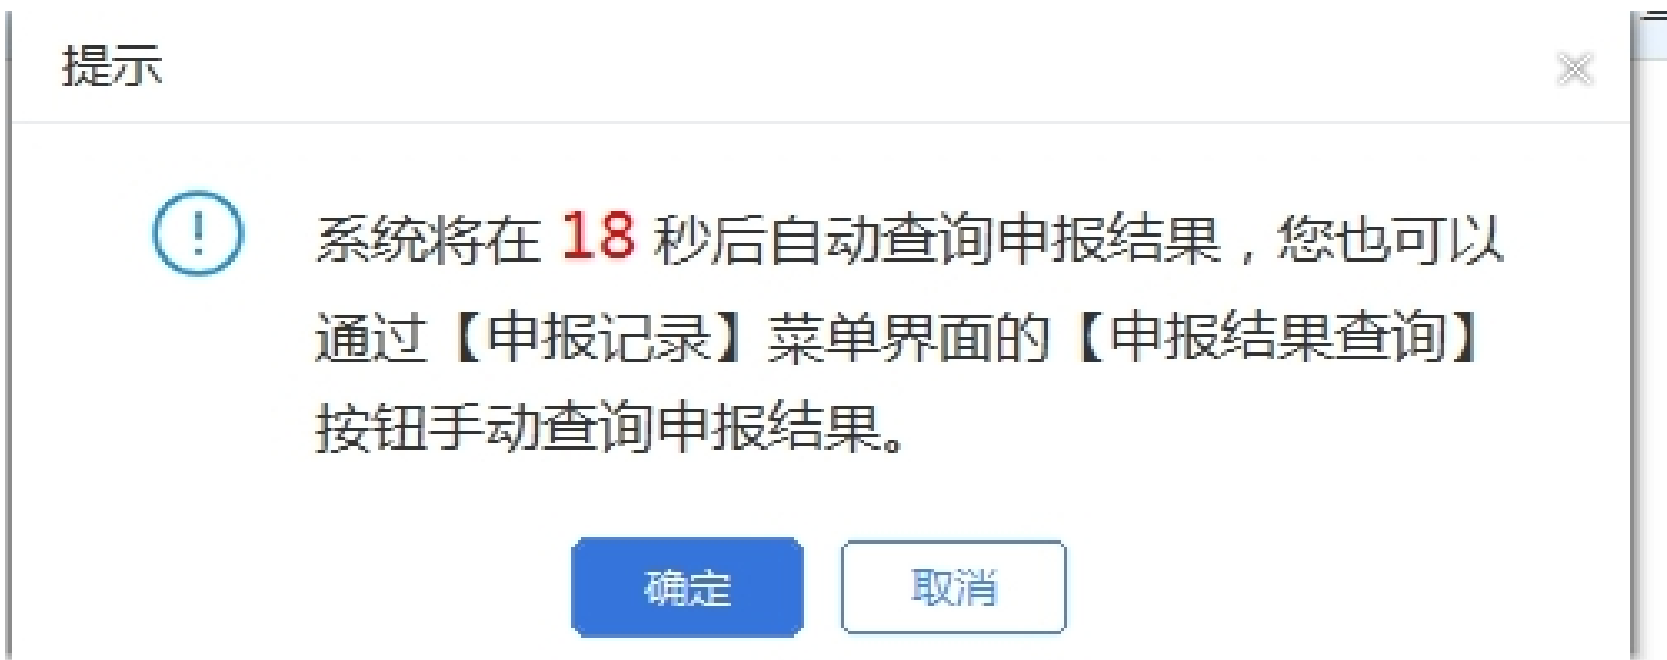 提示
系统将在 18 秒后自动查询申报结果，您也可以
通过【申报记录】菜单界面的【申报结果查询】
按钮手动查询申报结果。
确定 取消